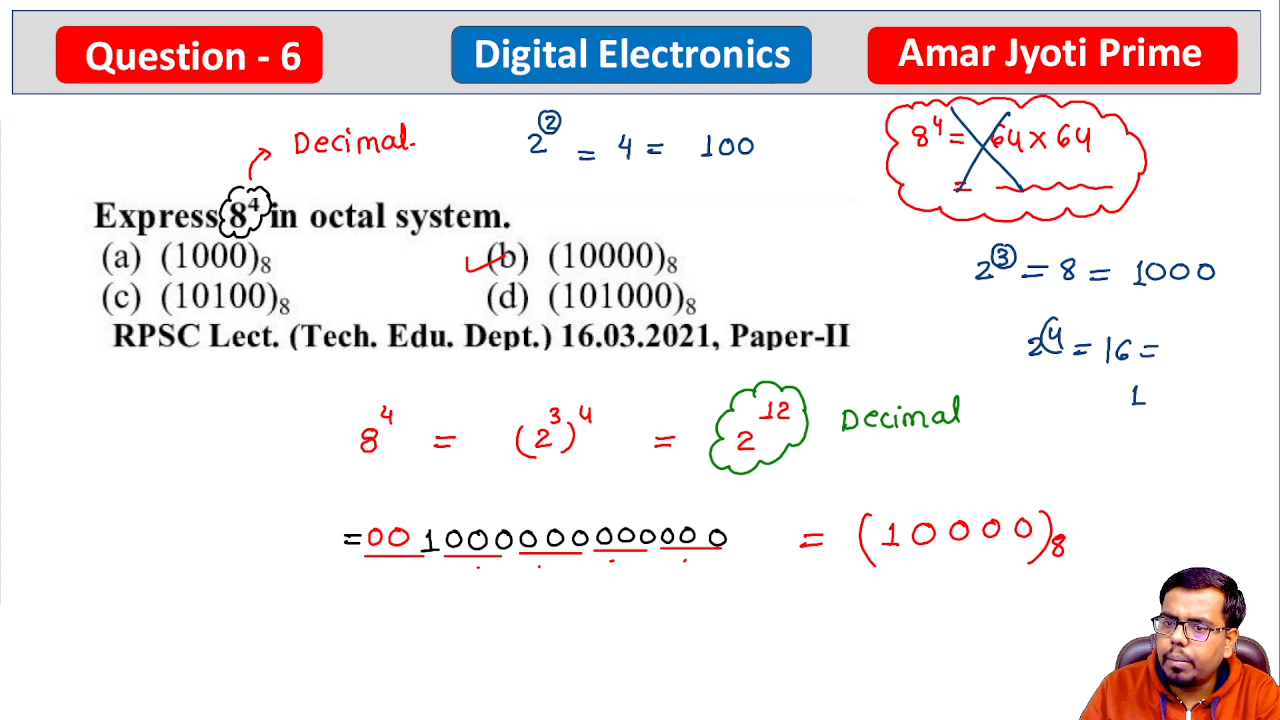 Question - 6 Digital Electronics Amar Jyoti Prime
Decimal. 2² = 4 = 100 8⁴ = 64 × 64
=
Express 8⁴ in octal system.
(a) (1000)₈ (b) (10000)₈ 2³ = 8 = 1000
(c) (10100)₈ (d) (101000)₈
RPSC Lect. (Tech. Edu. Dept.) 16.03.2021, Paper-II 2⁴ = 16 =
1
8⁴ = (2³)⁴ = 2¹² Decimal
= 001000000000000 = (10000)₈